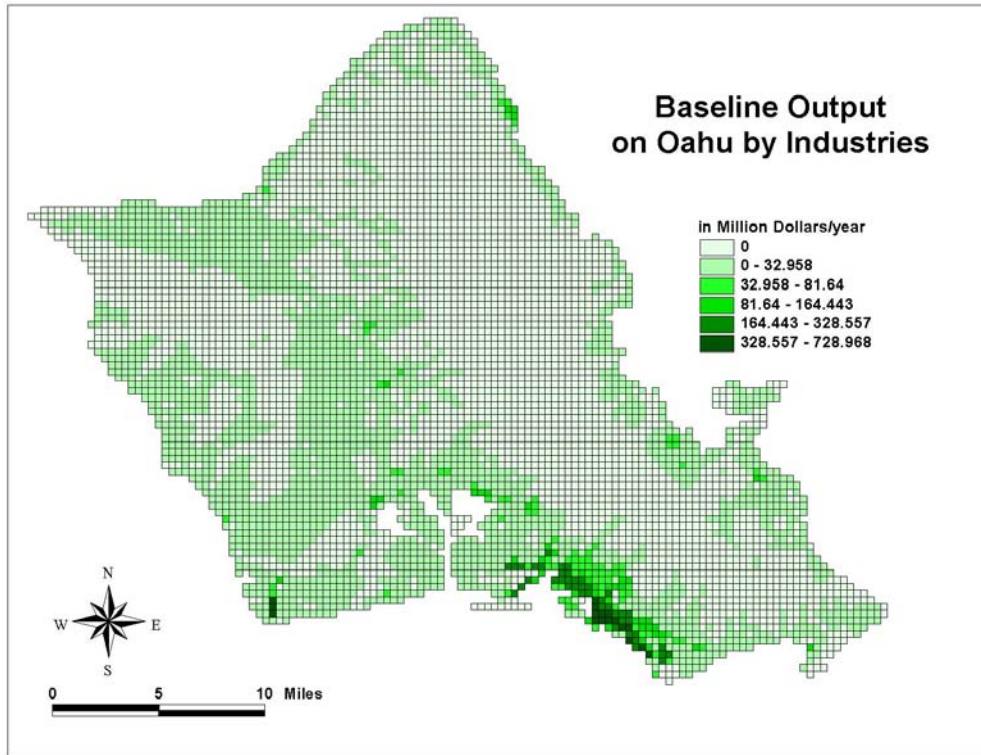 Baseline Output
on Oahu by Industries
in Million Dollars/year
0
0 - 32.958
32.958 - 81.64
81.64 - 164.443
164.443 - 328.557
328.557 - 728.968
N
W E
S
0 5 10 Miles